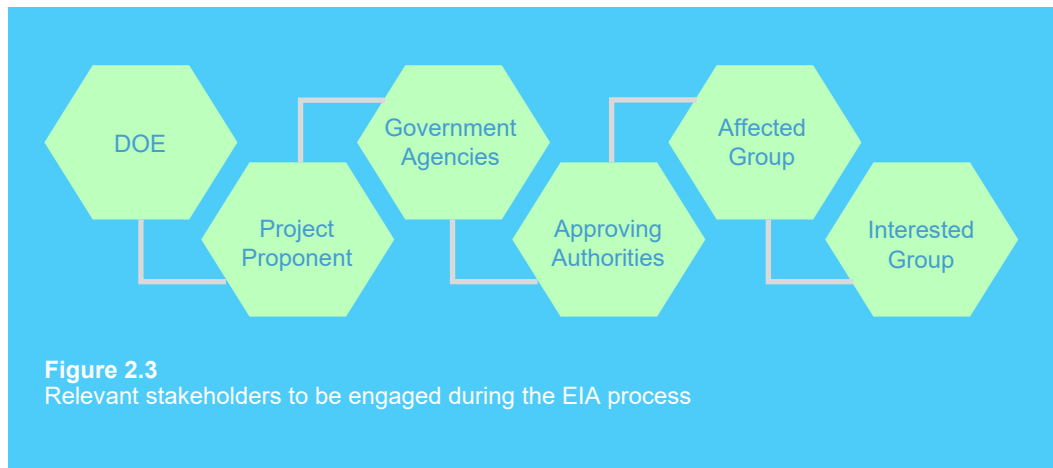 DOE
Project
Proponent
Government
Agencies
Approving
Authorities
Affected
Group
Interested
Group
Figure 2.3
Relevant stakeholders to be engaged during the EIA process